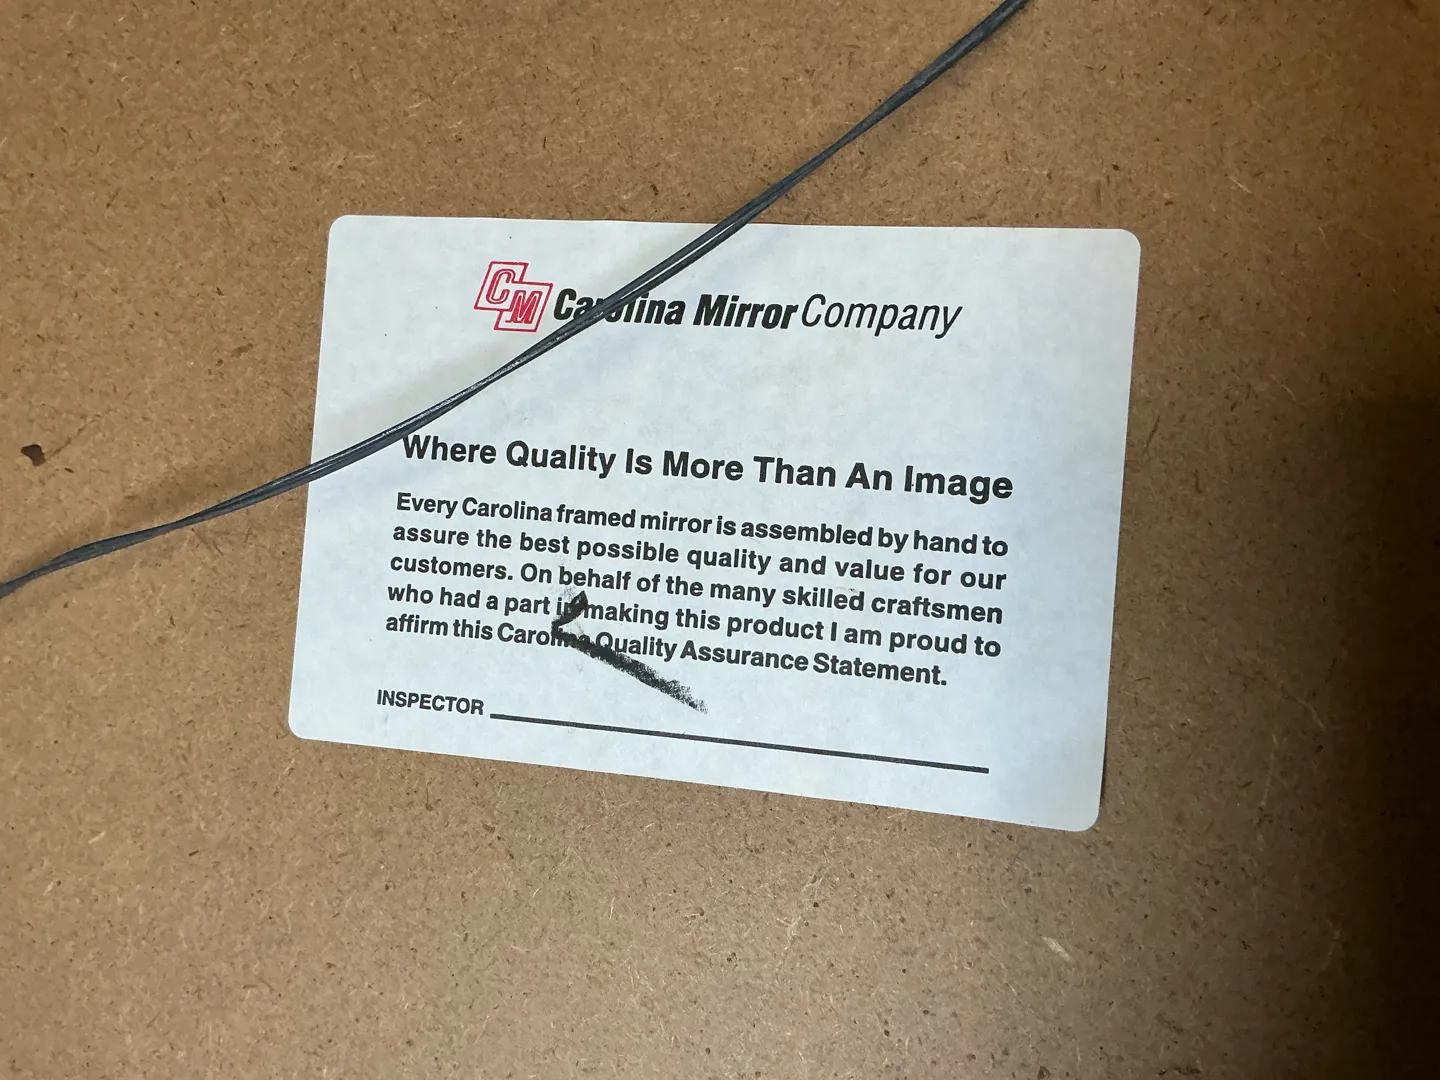 CM Carolina Mirror Company
Where Quality Is More Than An Image
Every Carolina framed mirror is assembled by hand to
assure the best possible quality and value for our
customers. On behalf of the many skilled craftsmen
who had a part in making this product I am proud to
affirm this Carolina Quality Assurance Statement.
INSPECTOR